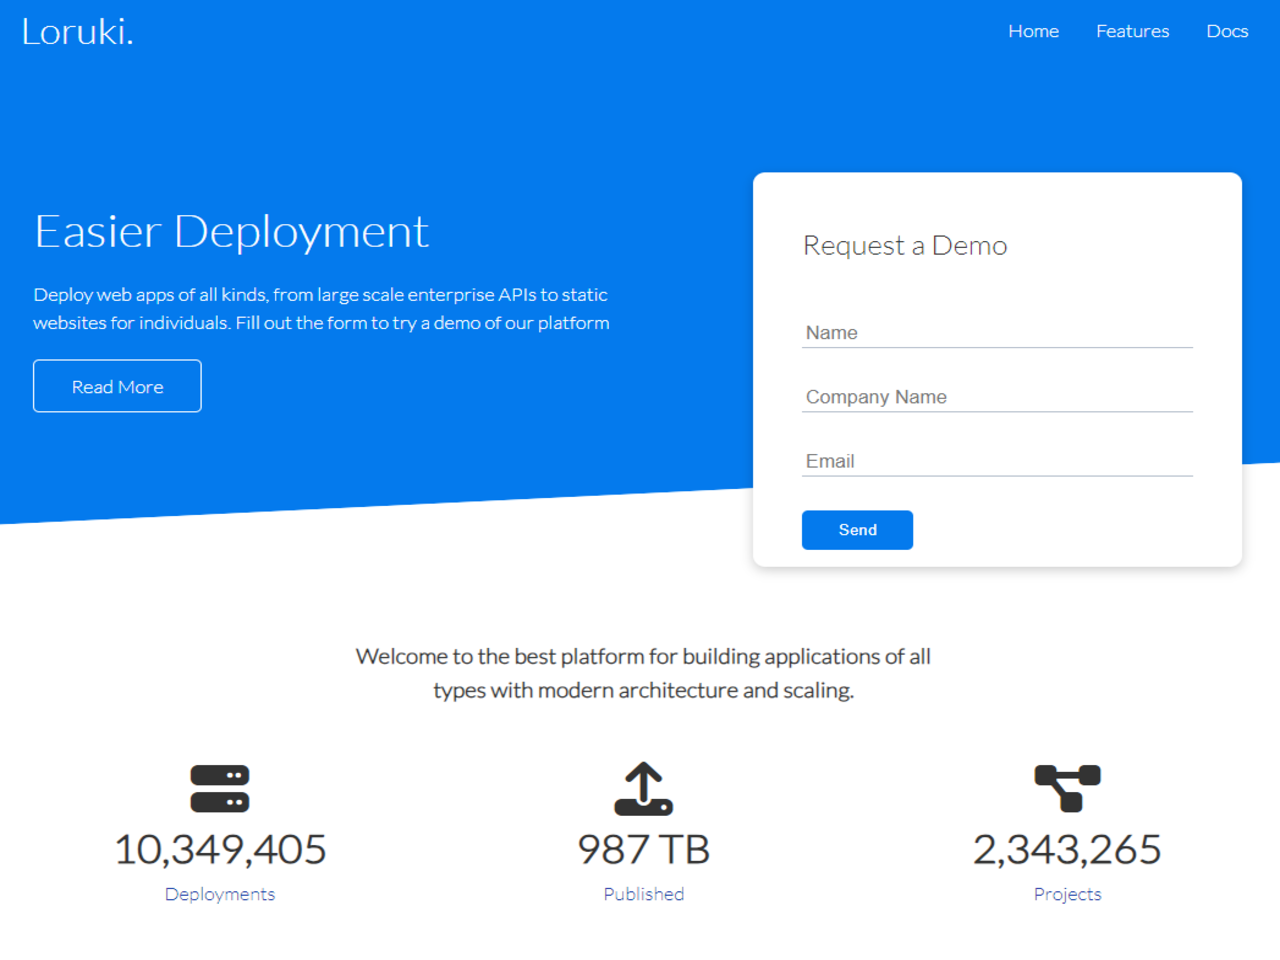 Loruki.
Home
Features
Docs
Easier Deployment
Deploy web apps of all kinds, from large scale enterprise APIs to static
websites for individuals. Fill out the form to try a demo of our platform
Read More
Request a Demo
Name
Company Name
Email
Send
Welcome to the best platform for building applications of all
types with modern architecture and scaling.
10,349,405
Deployments
987 TB
Published
2,343,265
Projects